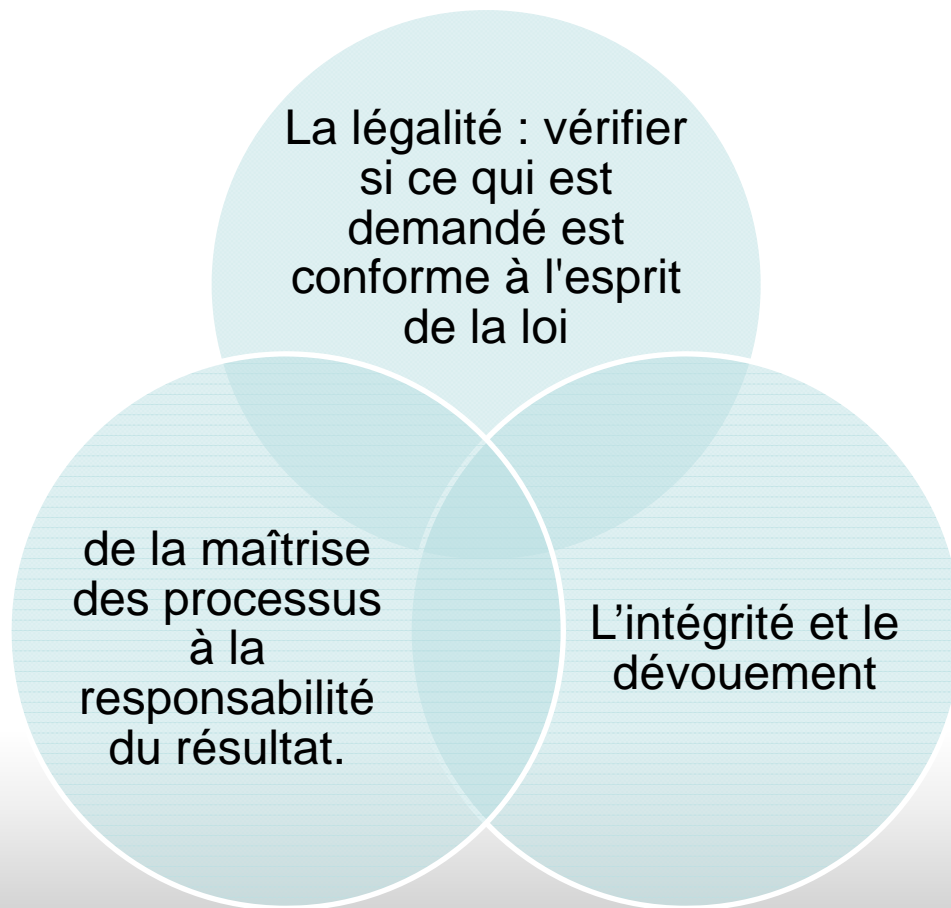 La légalité : vérifier
si ce qui est
demandé est
conforme à l'esprit
de la loi
de la maîtrise
des processus
à la
responsabilité
du résultat.
L’intégrité et le
dévouement